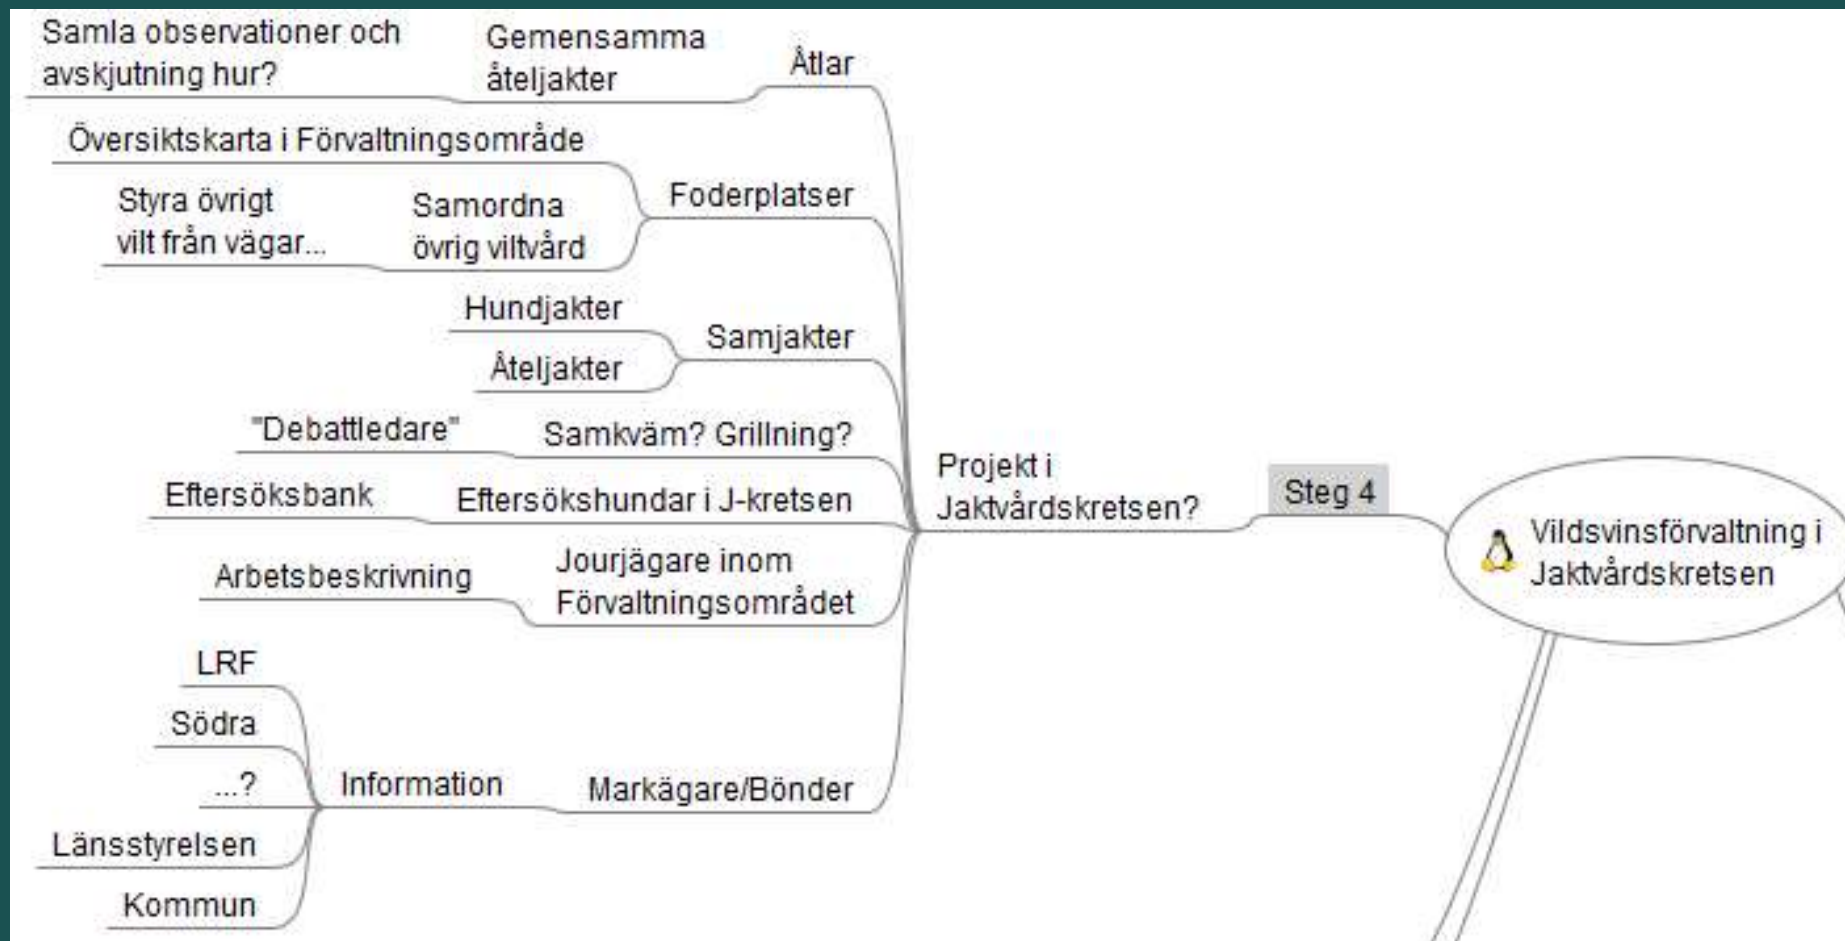 Samla observationer och
avskjutning hur?
Gemensamma
åteljakter
Åtlar
Översiktskarta i Förvaltningsområde
Styra övrigt
vilt från vägar...
Samordna
övrig viltvård
Foderplatser
Hundjakter
Åteljakter
Samjakter
"Debattledare"
Samkväm? Grillning?
Eftersöksbank
Eftersökshundar i J-kretsen
Arbetsbeskrivning
Jourjägare inom
Förvaltningsområdet
LRF
Södra
...?
Länsstyrelsen
Kommun
Information
Markägare/Bönder
Projekt i
Jaktvårdskretsen?
Steg 4
Vildsvinsförvaltning i
Jaktvårdskretsen